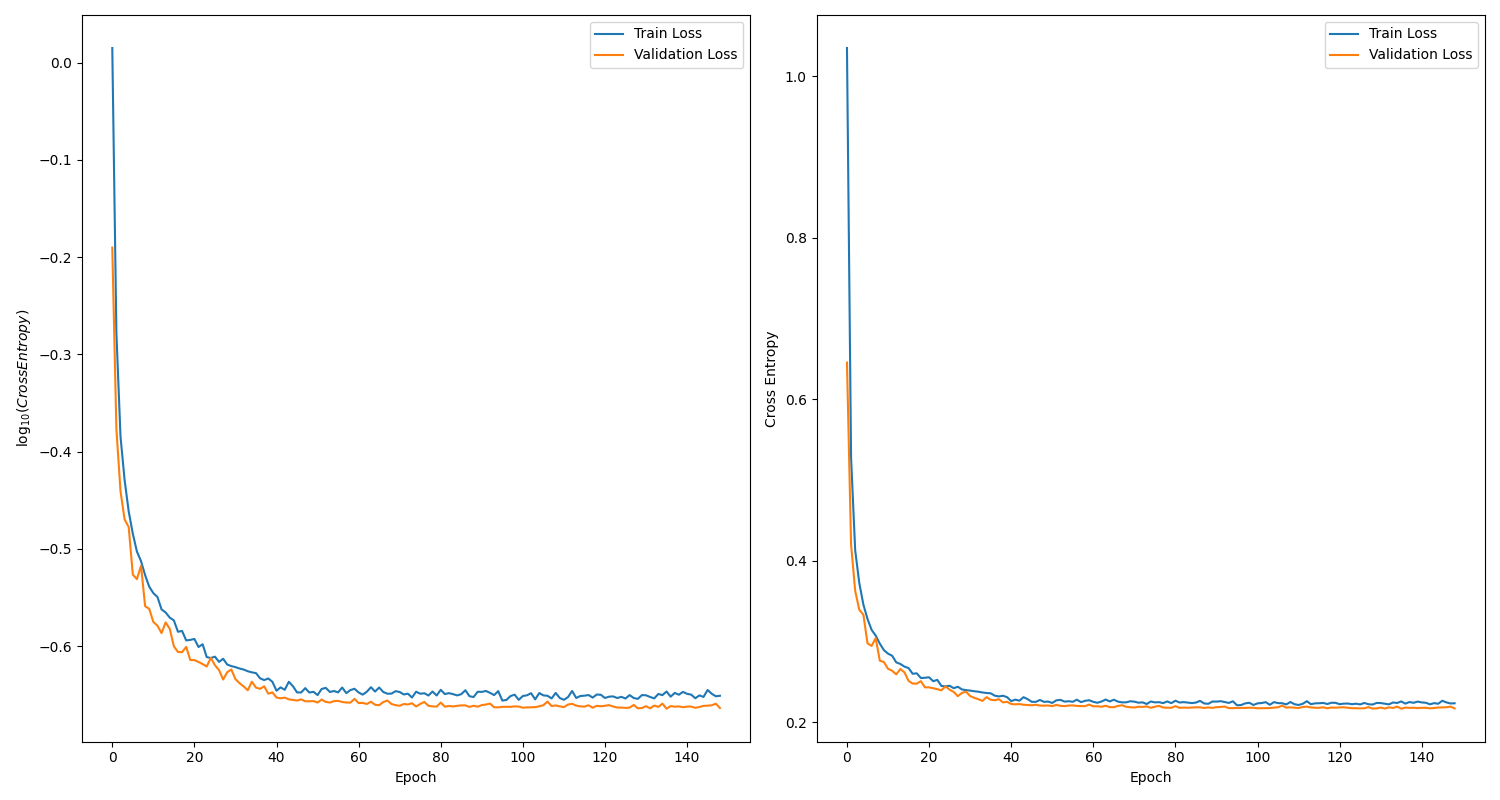 Train Loss
Validation Loss
0.0
−0.1
−0.2
−0.3
−0.4
−0.5
−0.6
log10(CrossEntropy)
0 20 40 60 80 100 120 140
Epoch
Train Loss
Validation Loss
1.0
0.8
0.6
0.4
0.2
Cross Entropy
0 20 40 60 80 100 120 140
Epoch